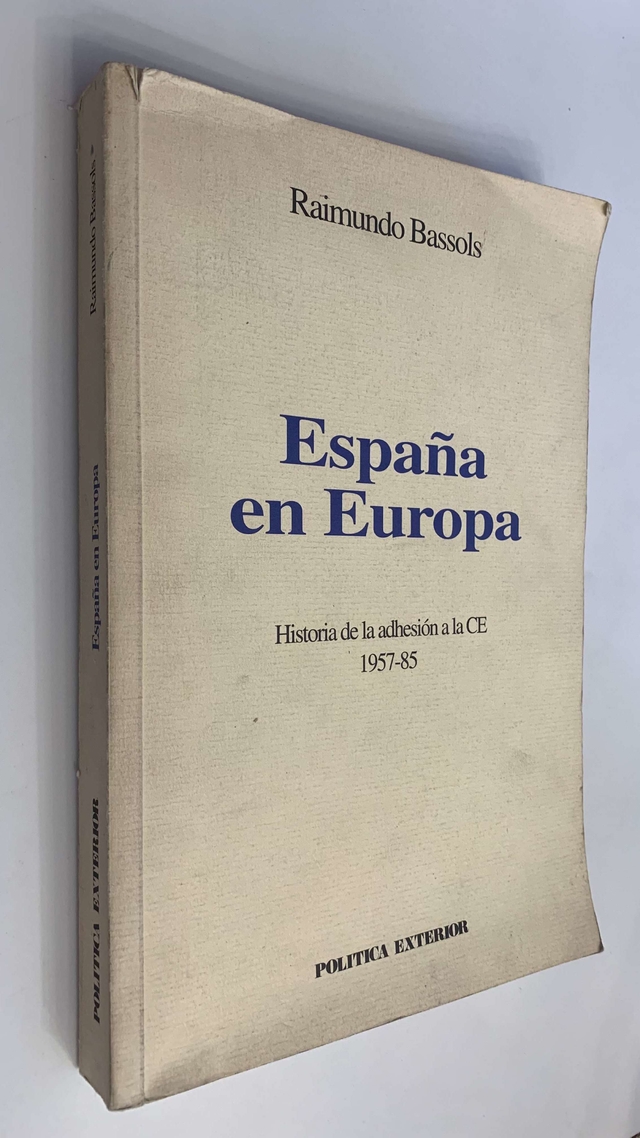 Raimundo Bassols
España
en Europa
Historia de la adhesión a la CE
1957-85
POLITICA EXTERIOR
Raimundo Bassols *
España en Europa
POLITICA EXTERIOR